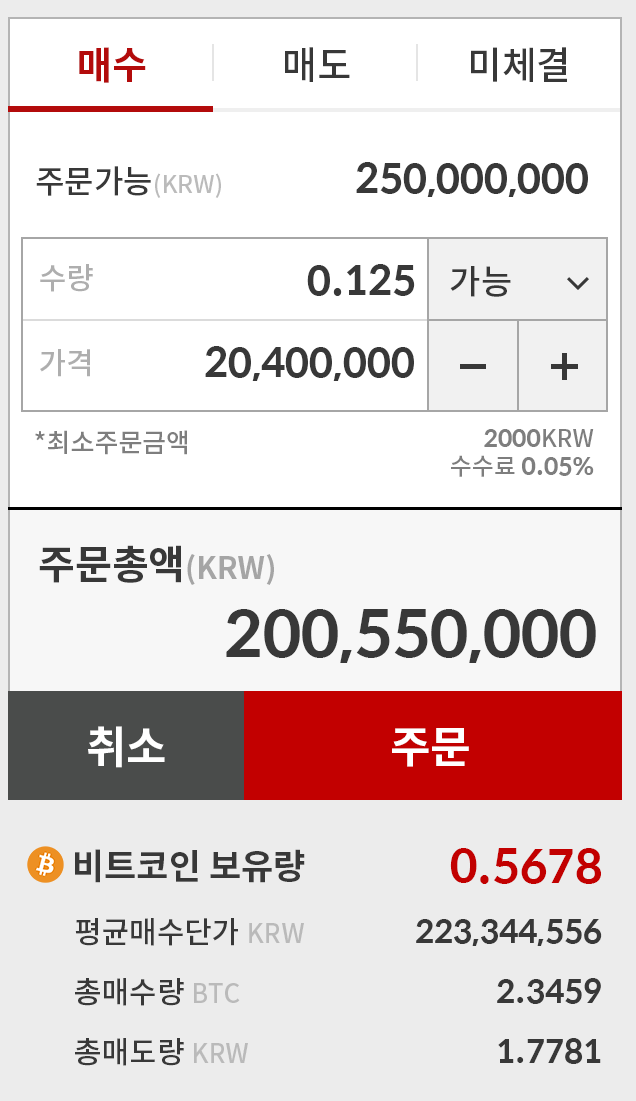 매수 매도 미체결
주문가능(KRW) 250,000,000
수량 0.125 가능
가격 20,400,000 − +
*최소주문금액 2000KRW
수수료 0.05%
주문총액(KRW)
200,550,000
취소 주문
비트코인 보유량 0.5678
평균매수단가 KRW 223,344,556
총매수량 BTC 2.3459
총매도량 KRW 1.7781